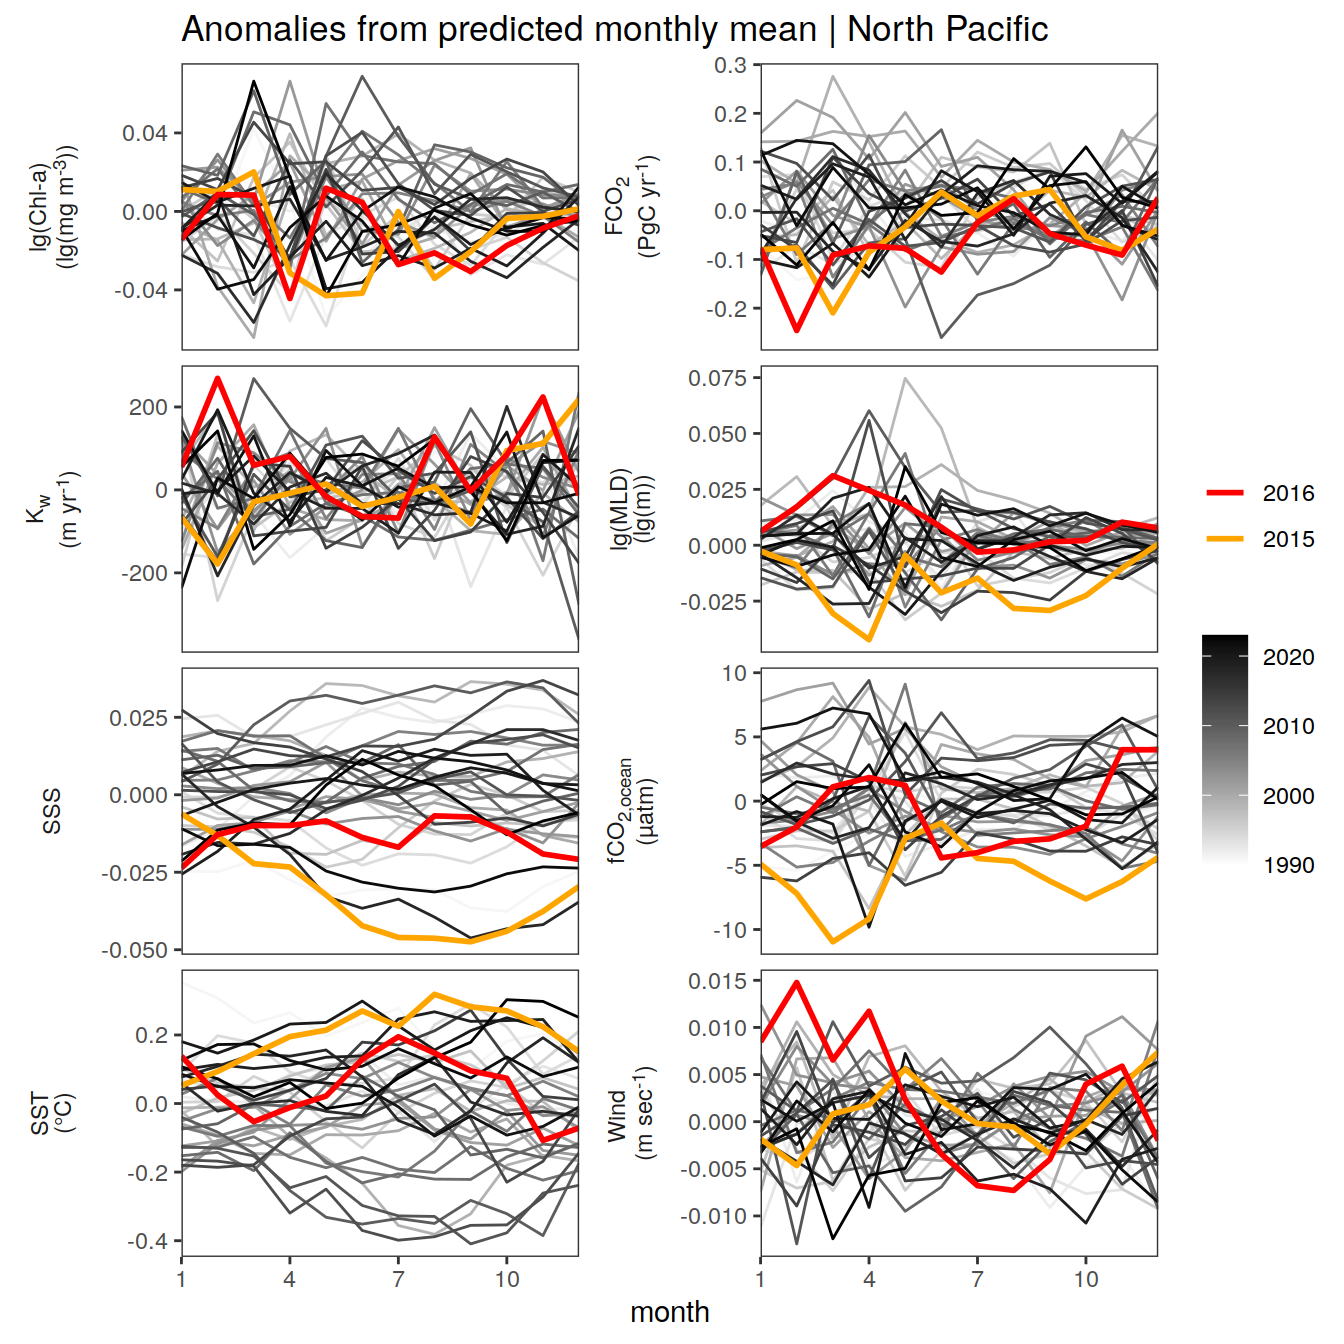 Anomalies from predicted monthly mean | North Pacific
lg(Chl-a)
(lg(mg m⁻³))
0.04
0.00
-0.04
FCO₂
(PgC yr⁻¹)
0.3
0.2
0.1
0.0
-0.1
-0.2
K_w
(m yr⁻¹)
200
0
-200
lg(MLD)
(lg(m))
0.075
0.050
0.025
0.000
-0.025
SSS
0.025
0.000
-0.025
-0.050
fCO₂,ocean
(µatm)
10
5
0
-5
-10
SST
(°C)
0.2
0.0
-0.2
-0.4
1 4 7 10
Wind
(m sec⁻¹)
0.015
0.010
0.005
0.000
-0.005
-0.010
1 4 7 10
month
2016
2015
2020
2010
2000
1990